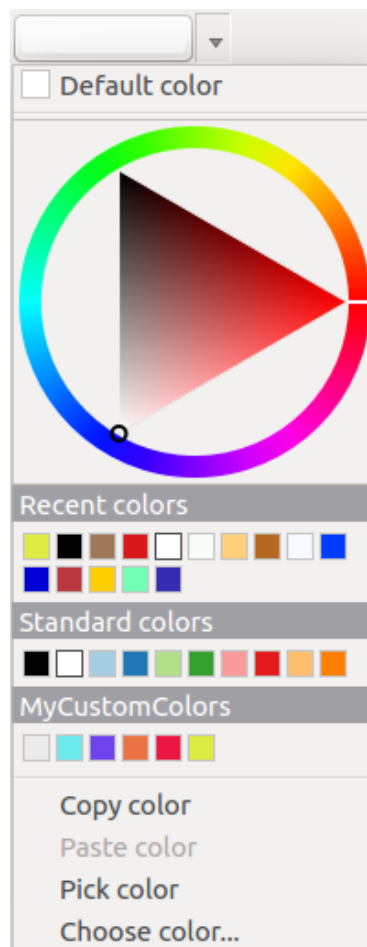 Default color
Recent colors
Standard colors
MyCustomColors
Copy color
Paste color
Pick color
Choose color...